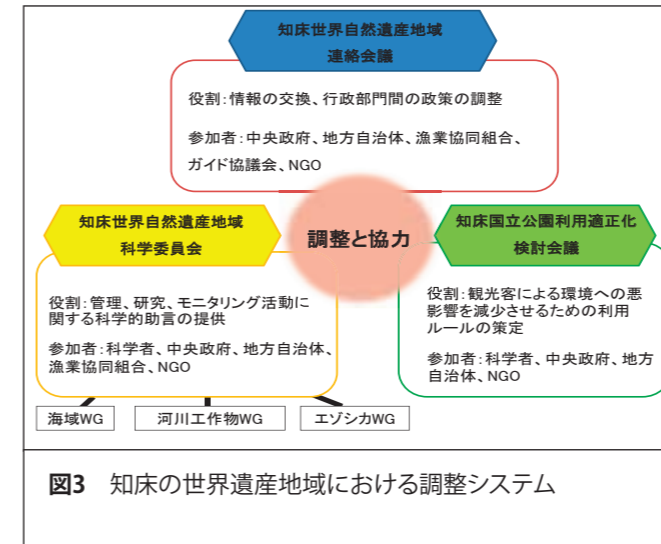 知床世界自然遺産地域
連絡会議
役割：情報の交換、行政部門間の政策の調整
参加者：中央政府、地方自治体、漁業協同組合、
ガイド協議会、NGO
調整と協力
知床世界自然遺産地域
科学委員会
役割：管理、研究、モニタリング活動に
関する科学的助言の提供
参加者：科学者、中央政府、地方自治体、
漁業協同組合、NGO
海域WG
河川工作物WG
エゾシカWG
知床国立公園利用適正化
検討会議
役割：観光客による環境への悪
影響を減少させるための利用
ルールの策定
参加者：科学者、中央政府、地方
自治体、NGO
図3　知床の世界遺産地域における調整システム